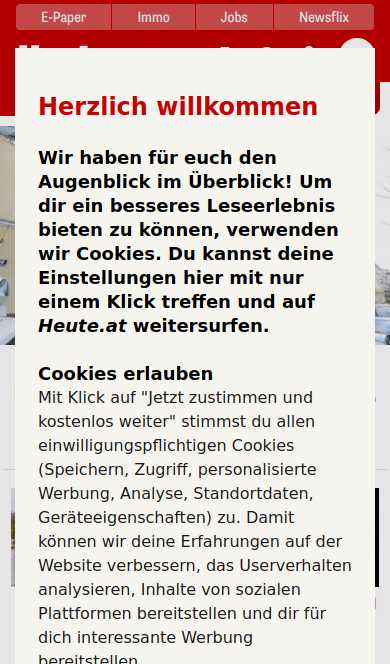 E-Paper Immo Jobs Newsflix
Herzlich willkommen
Wir haben für euch den
Augenblick im Überblick! Um
dir ein besseres Leseerlebnis
bieten zu können, verwenden
wir Cookies. Du kannst deine
Einstellungen hier mit nur
einem Klick treffen und auf
Heute.at weitersurfen.
Cookies erlauben
Mit Klick auf "Jetzt zustimmen und
kostenlos weiter" stimmst du allen
einwilligungspflichtigen Cookies
(Speichern, Zugriff, personalisierte
Werbung, Analyse, Standortdaten,
Geräteeigenschaften) zu. Damit
können wir deine Erfahrungen auf der
Website verbessern, das Userverhalten
analysieren, Inhalte von sozialen
Plattformen bereitstellen und dir für
dich interessante Werbung
bereitstellen